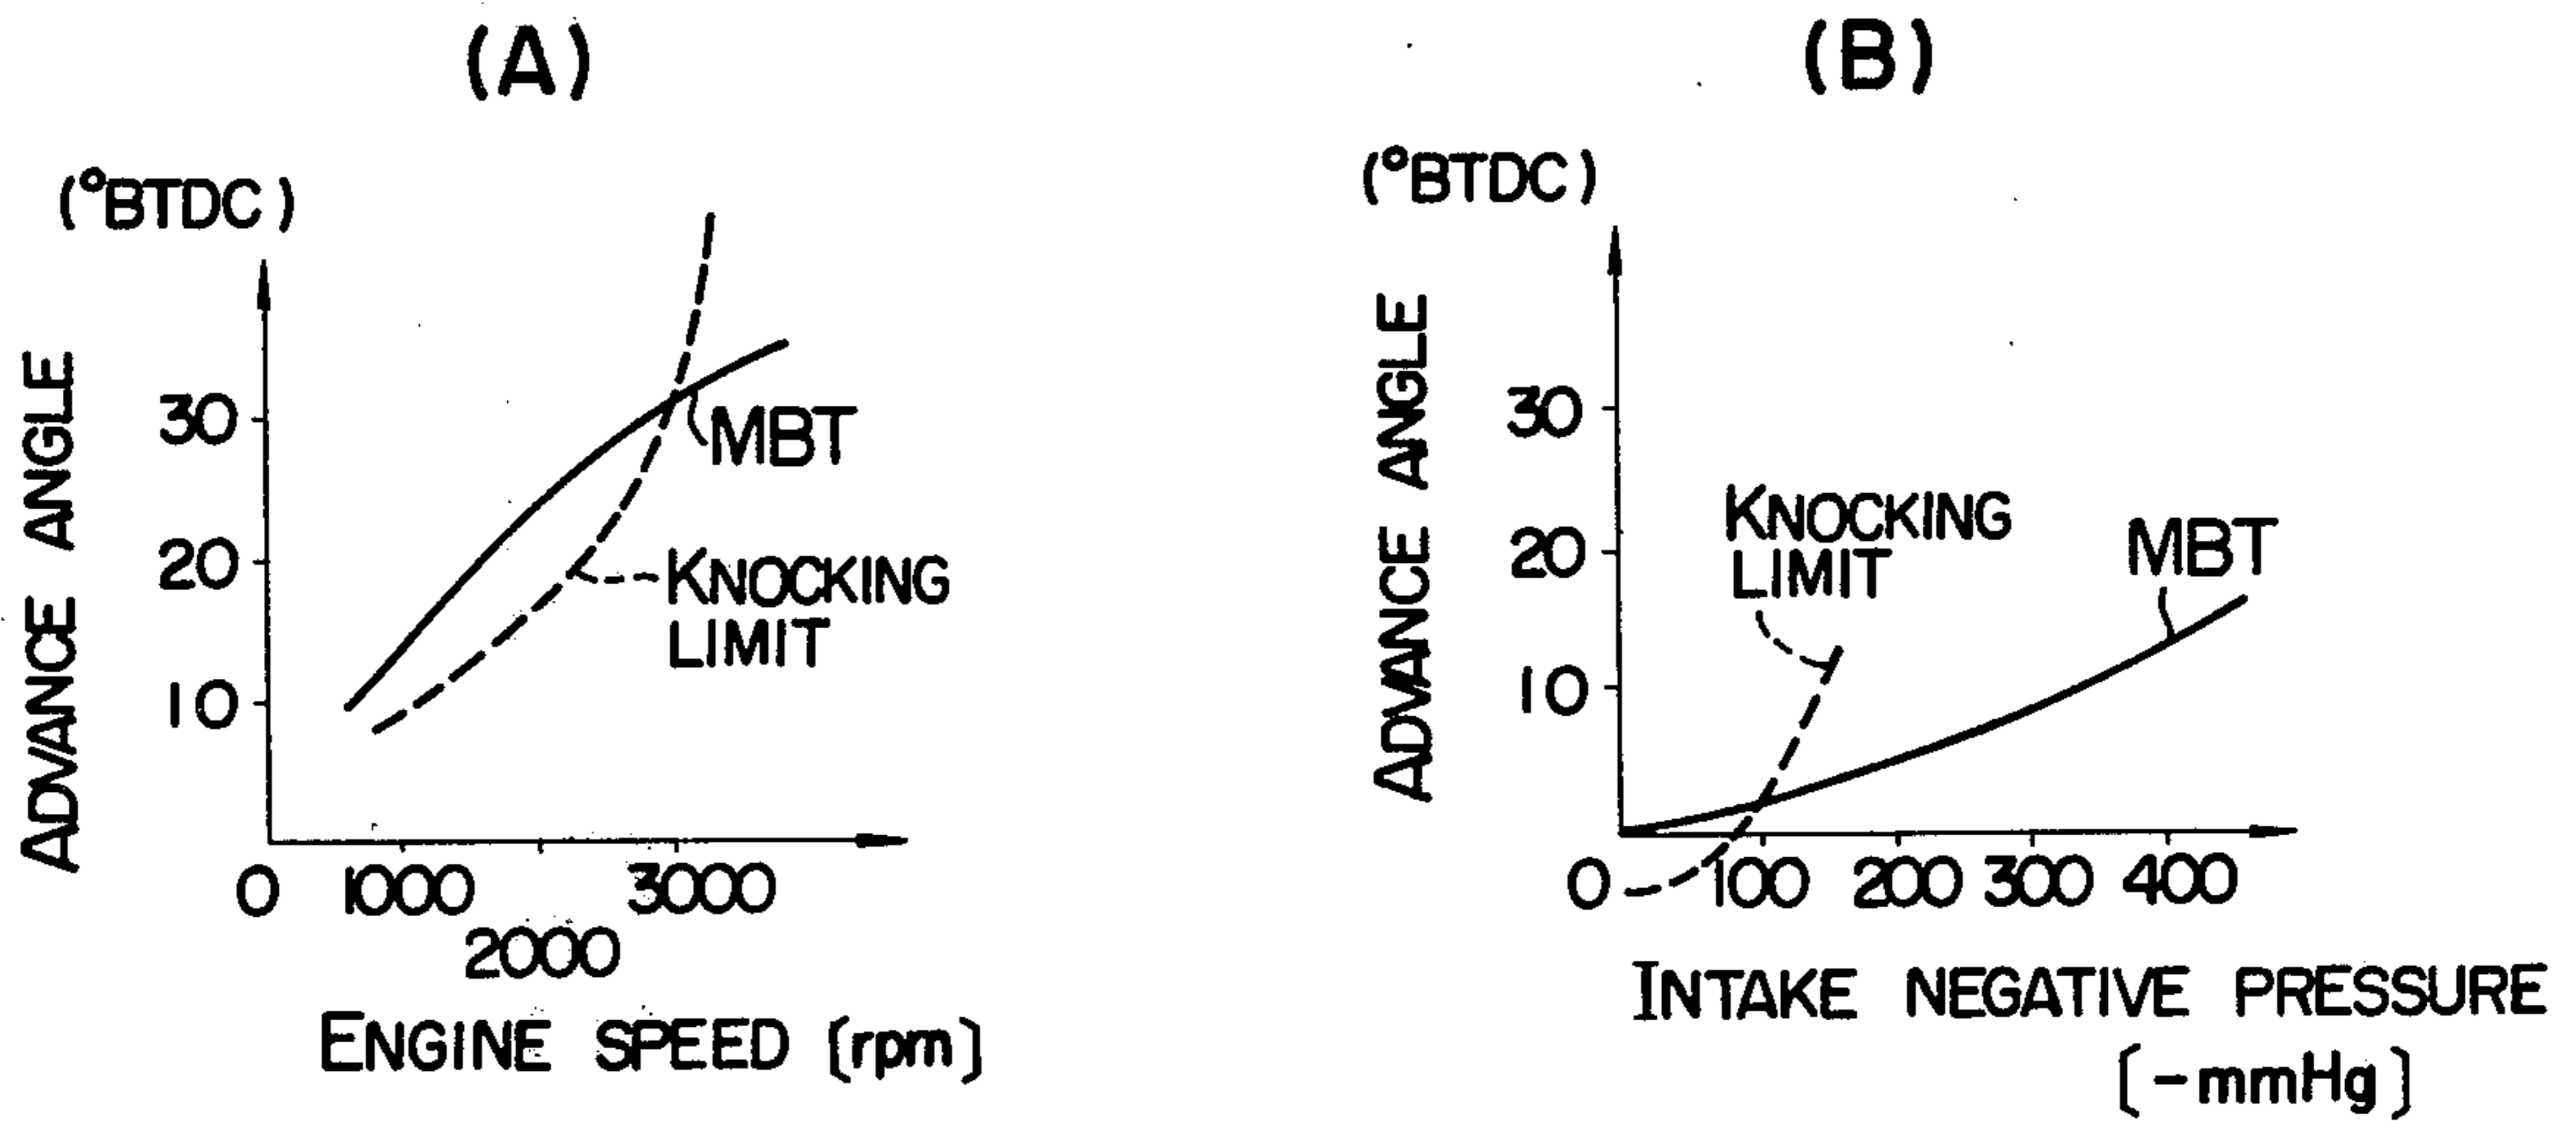 (A)
(°BTDC)
ADVANCE ANGLE
30
20
10
0
1000
2000
3000
MBT
KNOCKING
LIMIT
ENGINE SPEED [rpm]
(B)
(°BTDC)
ADVANCE ANGLE
30
20
10
0
100
200
300
400
KNOCKING
LIMIT
MBT
INTAKE NEGATIVE PRESSURE
[-mmHg]